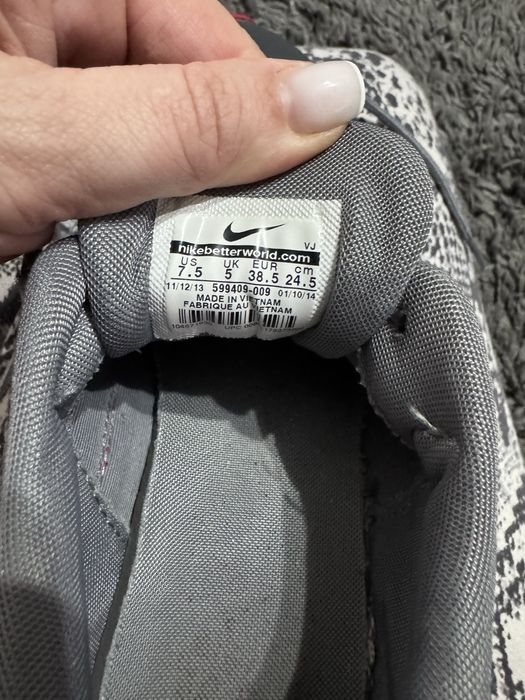 VJ
nikebetterworld.com
US UK EUR cm
7.5 5 38.5 24.5
11/12/13 599409-009 01/10/14
MADE IN VIETNAM
FABRIQUE AU VIETNAM
UPC